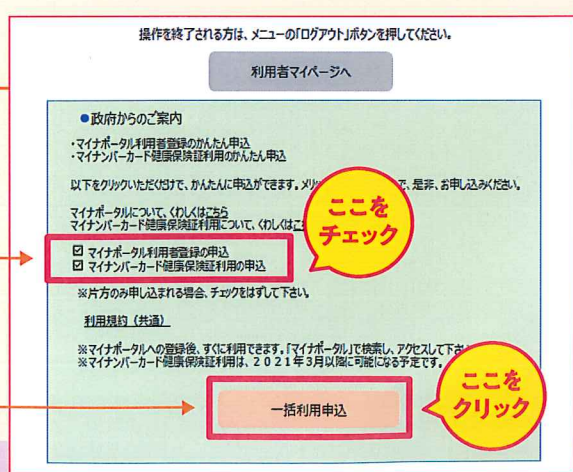 操作を終了される方は、メニューの「ログアウト」ボタンを押してください。
利用者マイページへ
●政府からのご案内
・マイナポータル利用者登録のかんたん申込
・マイナンバーカード健康保険証利用のかんたん申込
以下をクリックいただくだけで、かんたんに申込ができます。メリ
で、是非、お申し込みください。
マイナポータルについて、くわしくはこちら
マイナンバーカード健康保険証利用について、くわしくはこ
ここを
チェック
☑ マイナポータル利用者登録の申込
☑ マイナンバーカード健康保険証利用の申込
※片方のみ申し込まれる場合、チェックをはずして下さい。
利用規約（共通）
※マイナポータルへの登録後、すぐに利用できます。「マイナポータル」で検索し、アクセスして下さ
※マイナンバーカード健康保険証利用は、２０２１年３月以降に可能になる予定です。
ここを
クリック
一括利用申込